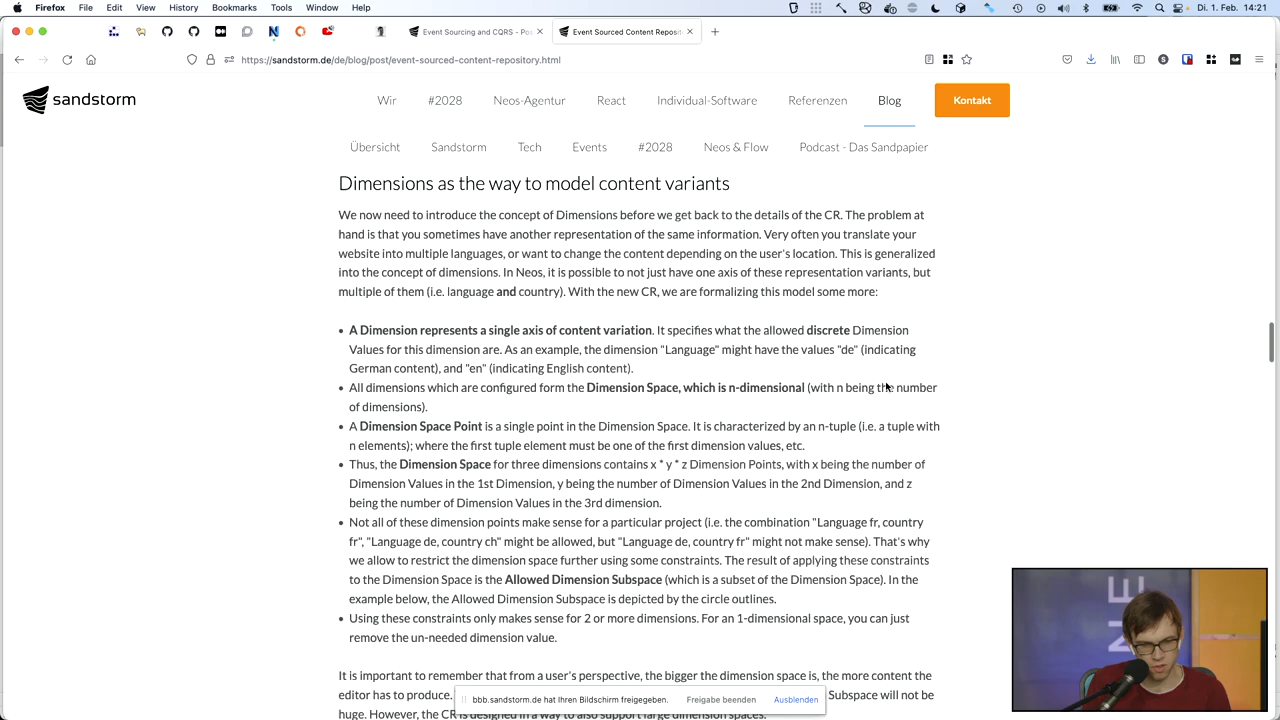 Firefox File Edit View History Bookmarks Tools Window Help Di. 1. Feb. 14:21
Event Sourcing and CQRS - Po Event Sourced Content Reposit
https://sandstorm.de/de/blog/post/event-sourced-content-repository.html
sandstorm Wir #2028 Neos-Agentur React Individual-Software Referenzen Blog Kontakt
Übersicht Sandstorm Tech Events #2028 Neos & Flow Podcast - Das Sandpapier
Dimensions as the way to model content variants
We now need to introduce the concept of Dimensions before we get back to the details of the CR. The problem at
hand is that you sometimes have another representation of the same information. Very often you translate your
website into multiple languages, or want to change the content depending on the user's location. This is generalized
into the concept of dimensions. In Neos, it is possible to not just have one axis of these representation variants, but
multiple of them (i.e. language and country). With the new CR, we are formalizing this model some more:
• A Dimension represents a single axis of content variation. It specifies what the allowed discrete Dimension
Values for this dimension are. As an example, the dimension "Language" might have the values "de" (indicating
German content), and "en" (indicating English content).
• All dimensions which are configured form the Dimension Space, which is n-dimensional (with n being the number
of dimensions).
• A Dimension Space Point is a single point in the Dimension Space. It is characterized by an n-tuple (i.e. a tuple with
n elements); where the first tuple element must be one of the first dimension values, etc.
• Thus, the Dimension Space for three dimensions contains x * y * z Dimension Points, with x being the number of
Dimension Values in the 1st Dimension, y being the number of Dimension Values in the 2nd Dimension, and z
being the number of Dimension Values in the 3rd dimension.
• Not all of these dimension points make sense for a particular project (i.e. the combination "Language fr, country
fr", "Language de, country ch" might be allowed, but "Language de, country fr" might not make sense). That's why
we allow to restrict the dimension space further using some constraints. The result of applying these constraints
to the Dimension Space is the Allowed Dimension Subspace (which is a subset of the Dimension Space). In the
example below, the Allowed Dimension Subspace is depicted by the circle outlines.
• Using these constraints only makes sense for 2 or more dimensions. For an 1-dimensional space, you can just
remove the un-needed dimension value.
It is important to remember that from a user's perspective, the bigger the dimension space is, the more content the
editor has to produce. Subspace will not be
bbb.sandstorm.de hat Ihren Bildschirm freigegeben. Freigabe beenden Ausblenden
huge. However, the CR is designed in a way to also support large dimension spaces.